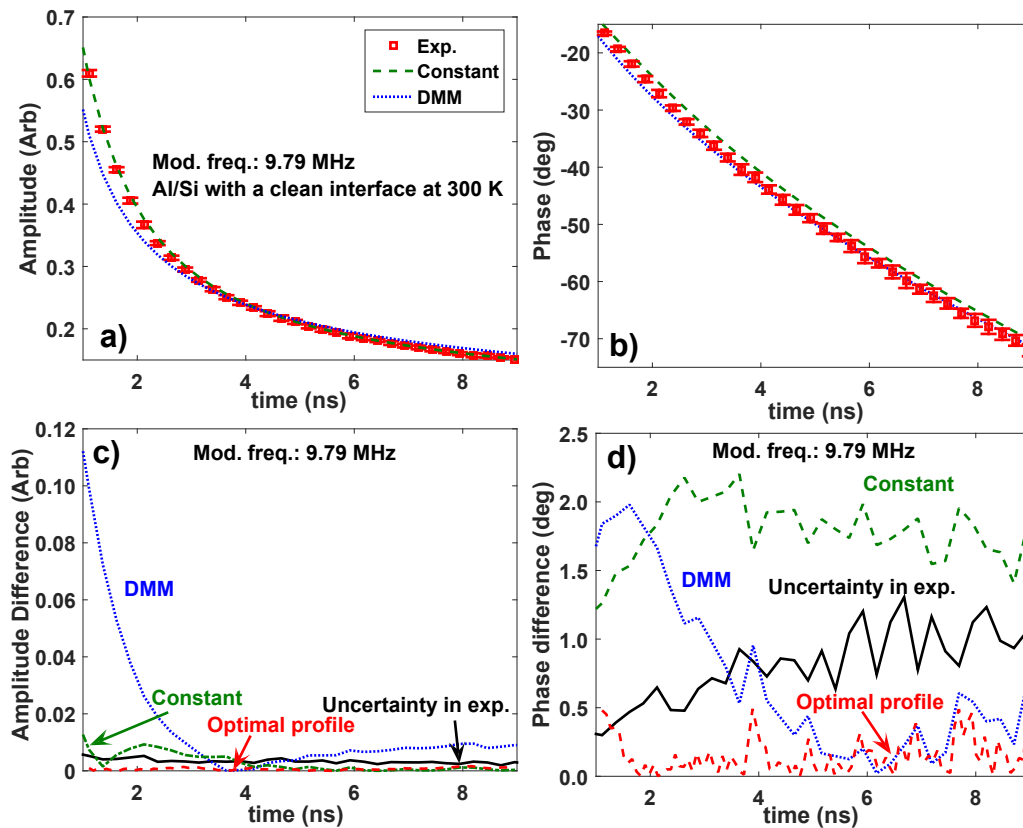 0.7
0.6
0.5
0.4
0.3
0.2
Amplitude (Arb)
Exp.
Constant
DMM
Mod. freq.: 9.79 MHz
Al/Si with a clean interface at 300 K
a)
2
4
6
8
time (ns)
-20
-30
-40
-50
-60
-70
Phase (deg)
b)
2
4
6
8
time (ns)
0.12
0.10
0.08
0.06
0.04
0.02
0
Amplitude Difference (Arb)
c)
Mod. freq.: 9.79 MHz
DMM
Constant
Optimal profile
Uncertainty in exp.
2
4
6
8
time (ns)
2.5
2.0
1.5
1.0
0.5
0.0
Phase difference (deg)
d)
Mod. freq.: 9.79 MHz
Constant
DMM
Uncertainty in exp.
Optimal profile
2
4
6
8
time (ns)